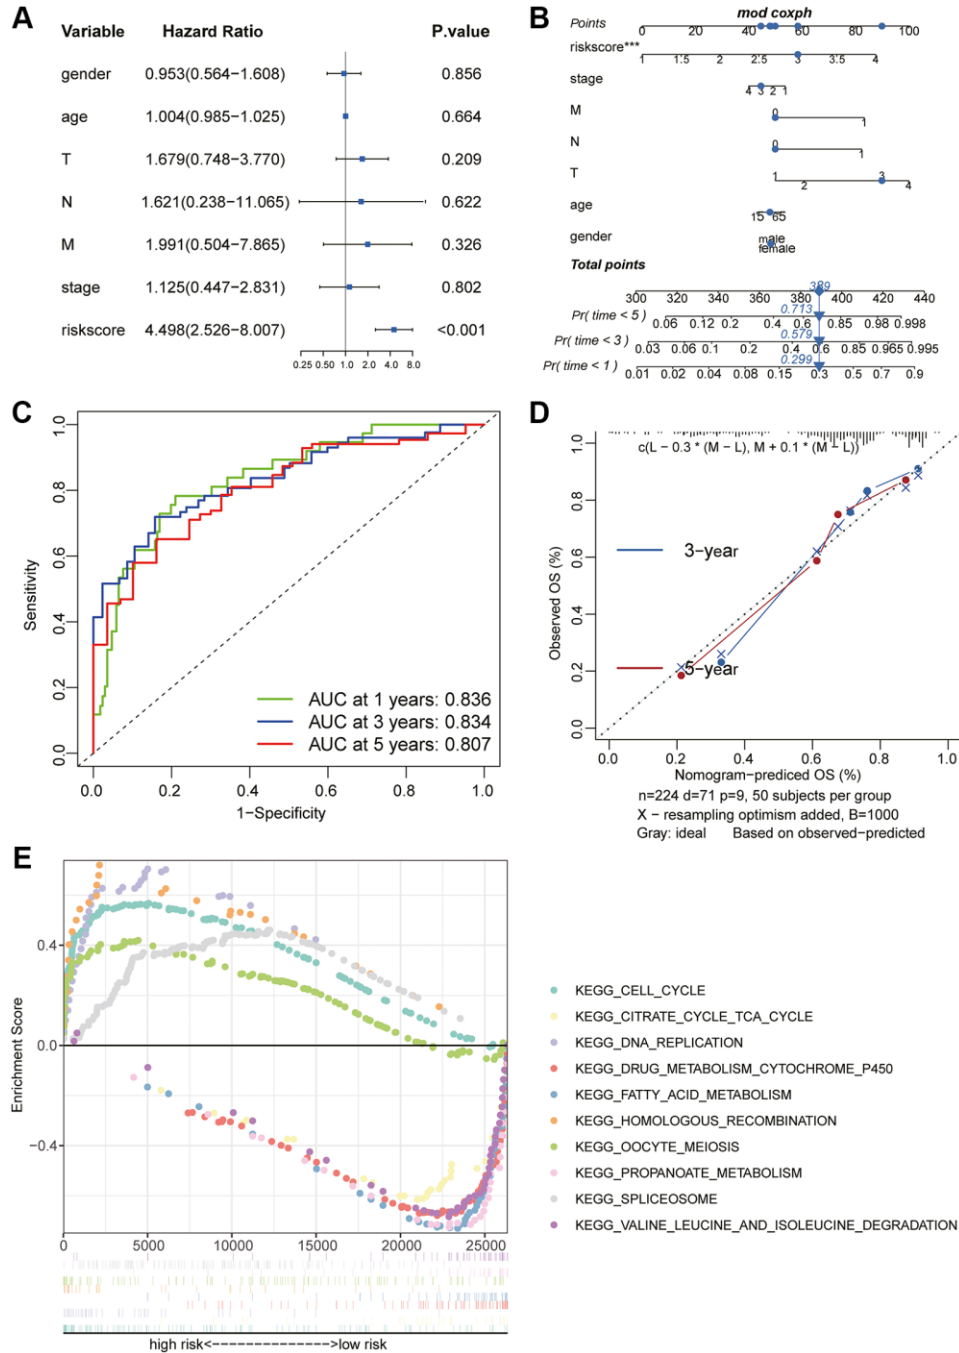 A
Variable Hazard Ratio P.value
gender 0.953(0.564−1.608) 0.856
age 1.004(0.985−1.025) 0.664
T 1.679(0.748−3.770) 0.209
N 1.621(0.238−11.065) 0.622
M 1.991(0.504−7.865) 0.326
stage 1.125(0.447−2.831) 0.802
riskscore 4.498(2.526−8.007) <0.001
0.25 0.50 1.0 2.0 4.0 8.0
B
mod coxph
Points 0 20 40 60 80 100
riskscore***
1 1.5 2 2.5 3 3.5 4
stage
4 3 2 1
M
0
1
N
0
1
T
1 3
2 4
age
15 65
gender
male
female
Total points
389
300 320 340 360 380 400 420 440
0.713
Pr( time < 5 )
0.06 0.12 0.2 0.4 0.6 0.85 0.98 0.998
0.579
Pr( time < 3 )
0.03 0.06 0.1 0.2 0.4 0.6 0.85 0.965 0.995
0.299
Pr( time < 1 )
0.01 0.02 0.04 0.08 0.15 0.3 0.5 0.7 0.9
C
Sensitivity
1.0
0.8
0.6
0.4
0.2
0.0
AUC at 1 years: 0.836
AUC at 3 years: 0.834
AUC at 5 years: 0.807
0.0 0.2 0.4 0.6 0.8 1.0
1−Specificity
D
c(L − 0.3 * (M − L), M + 0.1 * (M − L))
Observed OS (%)
1.0
0.8
0.6
0.4
0.2
0.0
3−year
5−year
0.0 0.2 0.4 0.6 0.8 1.0
Nomogram−prediced OS (%)
n=224 d=71 p=9, 50 subjects per group
X − resampling optimism added, B=1000
Gray: ideal Based on observed−predicted
E
Enrichment Score
0.4
0.0
−0.4
0 5000 10000 15000 20000 25000
high risk<−−−−−−−−−−−−−−>low risk
KEGG_CELL_CYCLE
KEGG_CITRATE_CYCLE_TCA_CYCLE
KEGG_DNA_REPLICATION
KEGG_DRUG_METABOLISM_CYTOCHROME_P450
KEGG_FATTY_ACID_METABOLISM
KEGG_HOMOLOGOUS_RECOMBINATION
KEGG_OOCYTE_MEIOSIS
KEGG_PROPANOATE_METABOLISM
KEGG_SPLICEOSOME
KEGG_VALINE_LEUCINE_AND_ISOLEUCINE_DEGRADATION